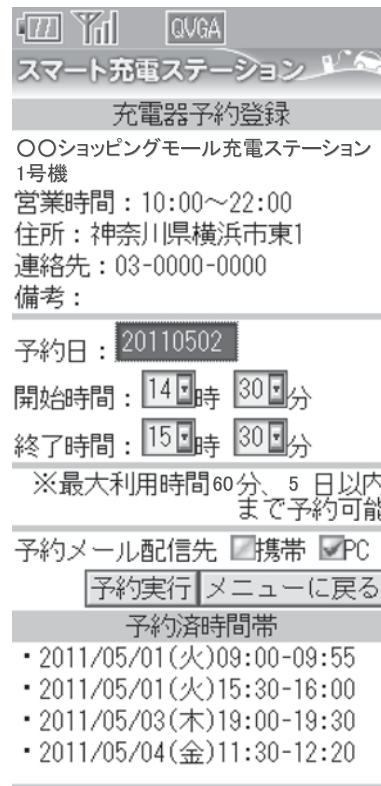 QVGA
スマート充電ステーション
充電器予約登録
〇〇ショッピングモール充電ステーション
1号機
営業時間：10:00～22:00
住所：神奈川県横浜市東1
連絡先：03-0000-0000
備考：
予約日：20110502
開始時間：14時 30分
終了時間：15時 30分
※最大利用時間60分、5 日以内
まで予約可能
予約メール配信先 携帯 PC
予約実行 メニューに戻る
予約済時間帯
・2011/05/01(火)09:00-09:55
・2011/05/01(火)15:30-16:00
・2011/05/03(木)19:00-19:30
・2011/05/04(金)11:30-12:20